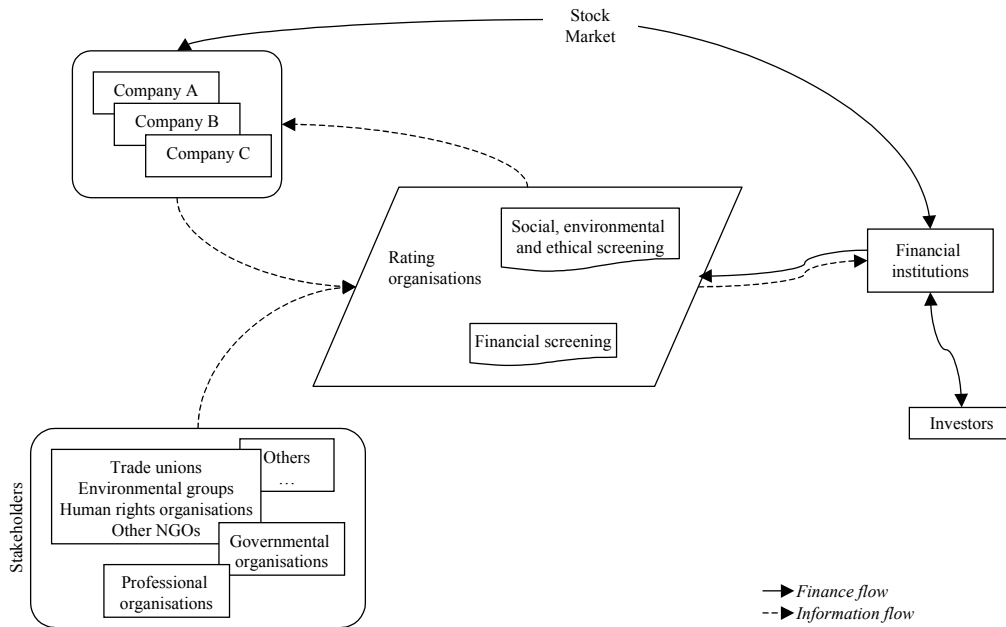 Stock
Market
Company A
Company B
Company C
Social, environmental
and ethical screening
Rating
organisations
Financial
institutions
Financial screening
Investors
Stakeholders
Others
…
Trade unions
Environmental groups
Human rights organisations
Other NGOs
Governmental
organisations
Professional
organisations
Finance flow
Information flow